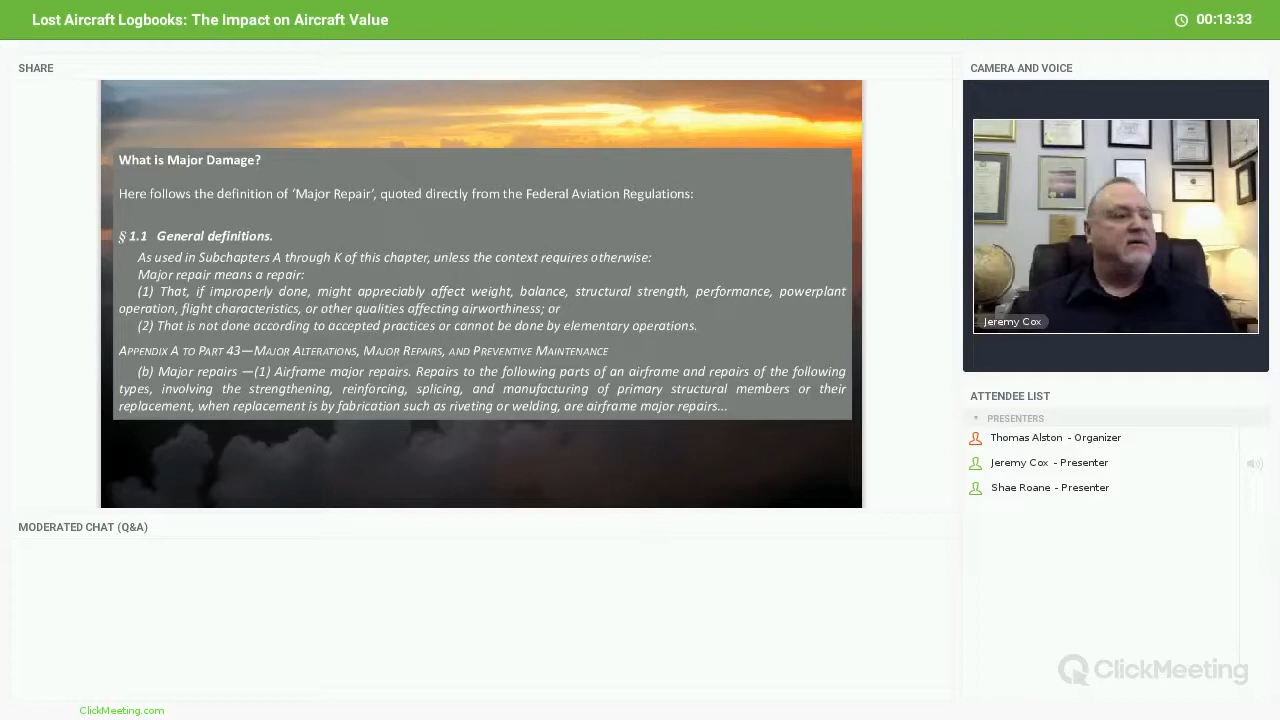 Lost Aircraft Logbooks: The Impact on Aircraft Value
00:13:33
SHARE
What is Major Damage?
Here follows the definition of ‘Major Repair’, quoted directly from the Federal Aviation Regulations:
§ 1.1 General definitions.
As used in Subchapters A through K of this chapter, unless the context requires otherwise:
Major repair means a repair:
(1) That, if improperly done, might appreciably affect weight, balance, structural strength, performance, powerplant
operation, flight characteristics, or other qualities affecting airworthiness; or
(2) That is not done according to accepted practices or cannot be done by elementary operations.
APPENDIX A TO PART 43—MAJOR ALTERATIONS, MAJOR REPAIRS, AND PREVENTIVE MAINTENANCE
(b) Major repairs —(1) Airframe major repairs. Repairs to the following parts of an airframe and repairs of the following
types, involving the strengthening, reinforcing, splicing, and manufacturing of primary structural members or their
replacement, when replacement is by fabrication such as riveting or welding, are airframe major repairs...
MODERATED CHAT (Q&A)
CAMERA AND VOICE
Jeremy Cox
ATTENDEE LIST
PRESENTERS
Thomas Alston - Organizer
Jeremy Cox - Presenter
Shae Roane - Presenter
ClickMeeting
ClickMeeting.com